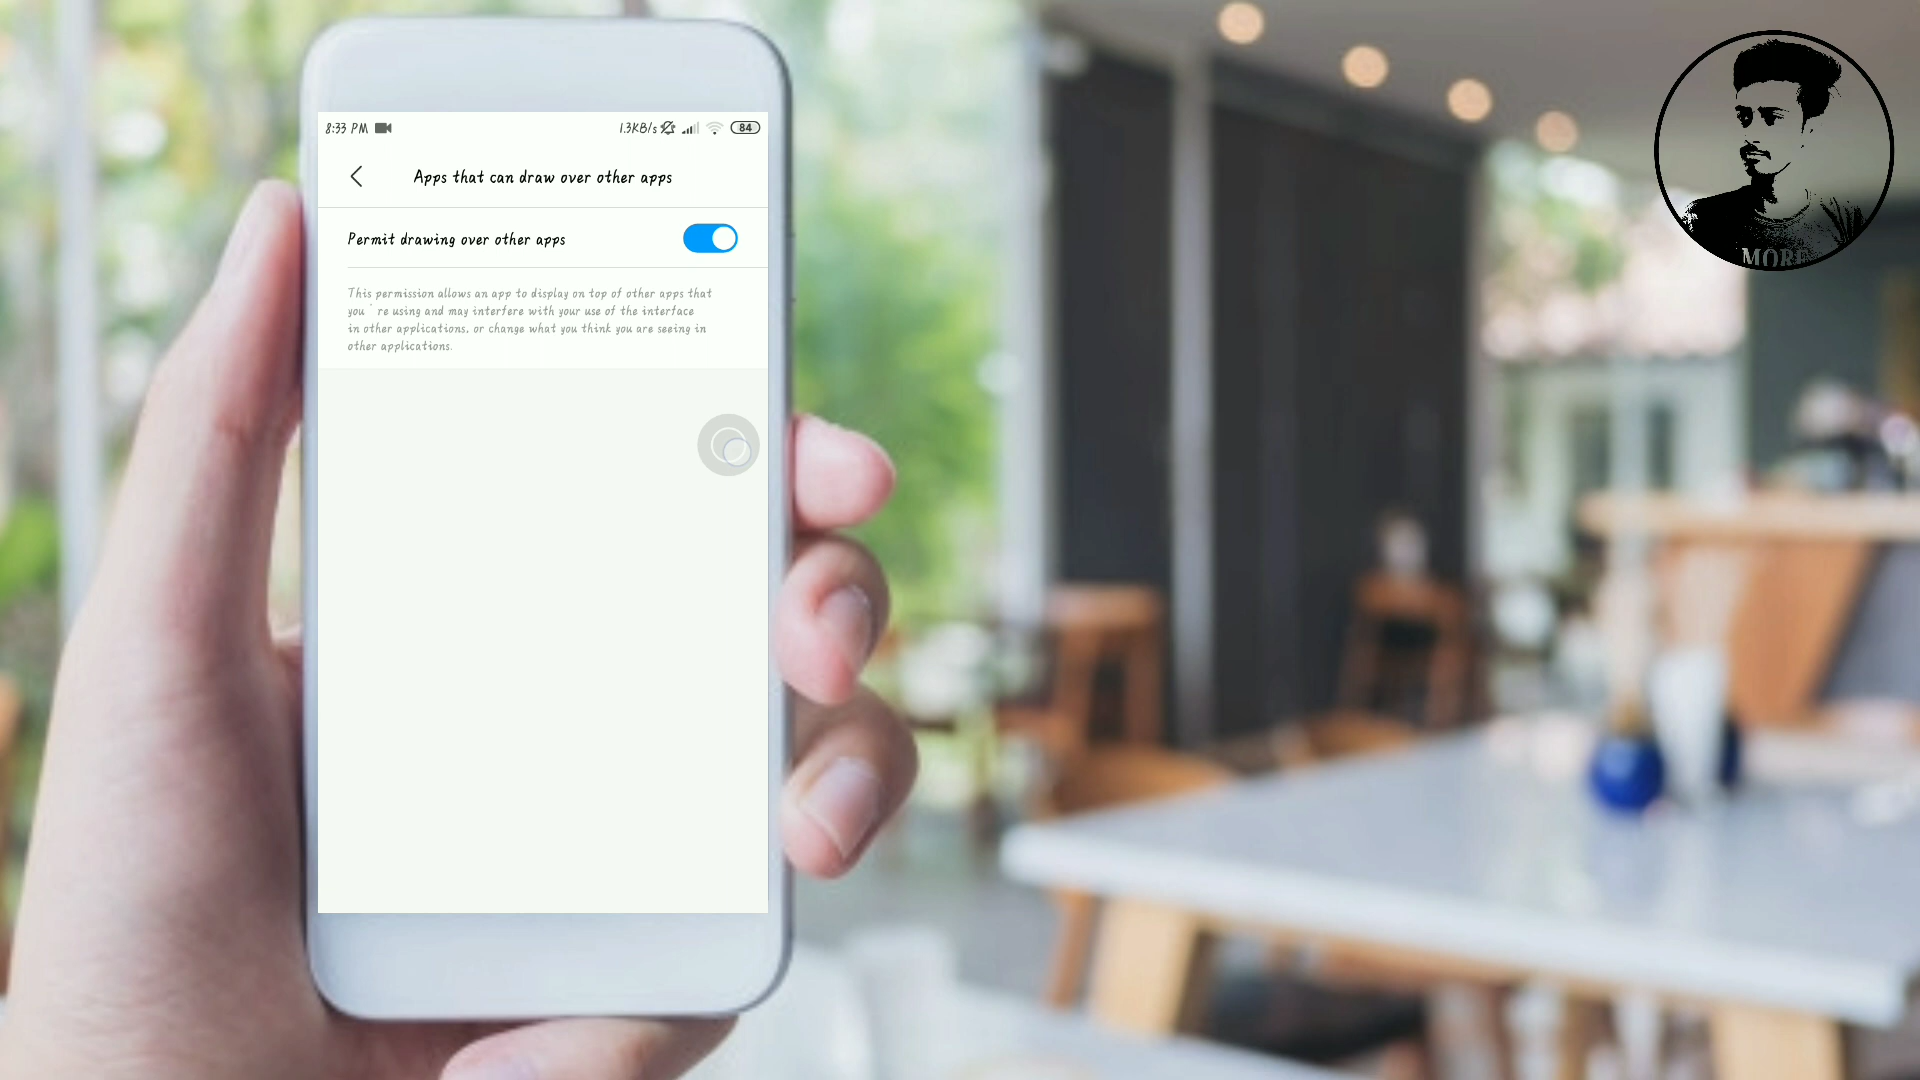 8:33 PM
1.3KB/s
84
Apps that can draw over other apps
Permit drawing over other apps
This permission allows an app to display on top of other apps that
you ` re using and may interfere with your use of the interface
in other applications, or change what you think you are seeing in
other applications.
MORE